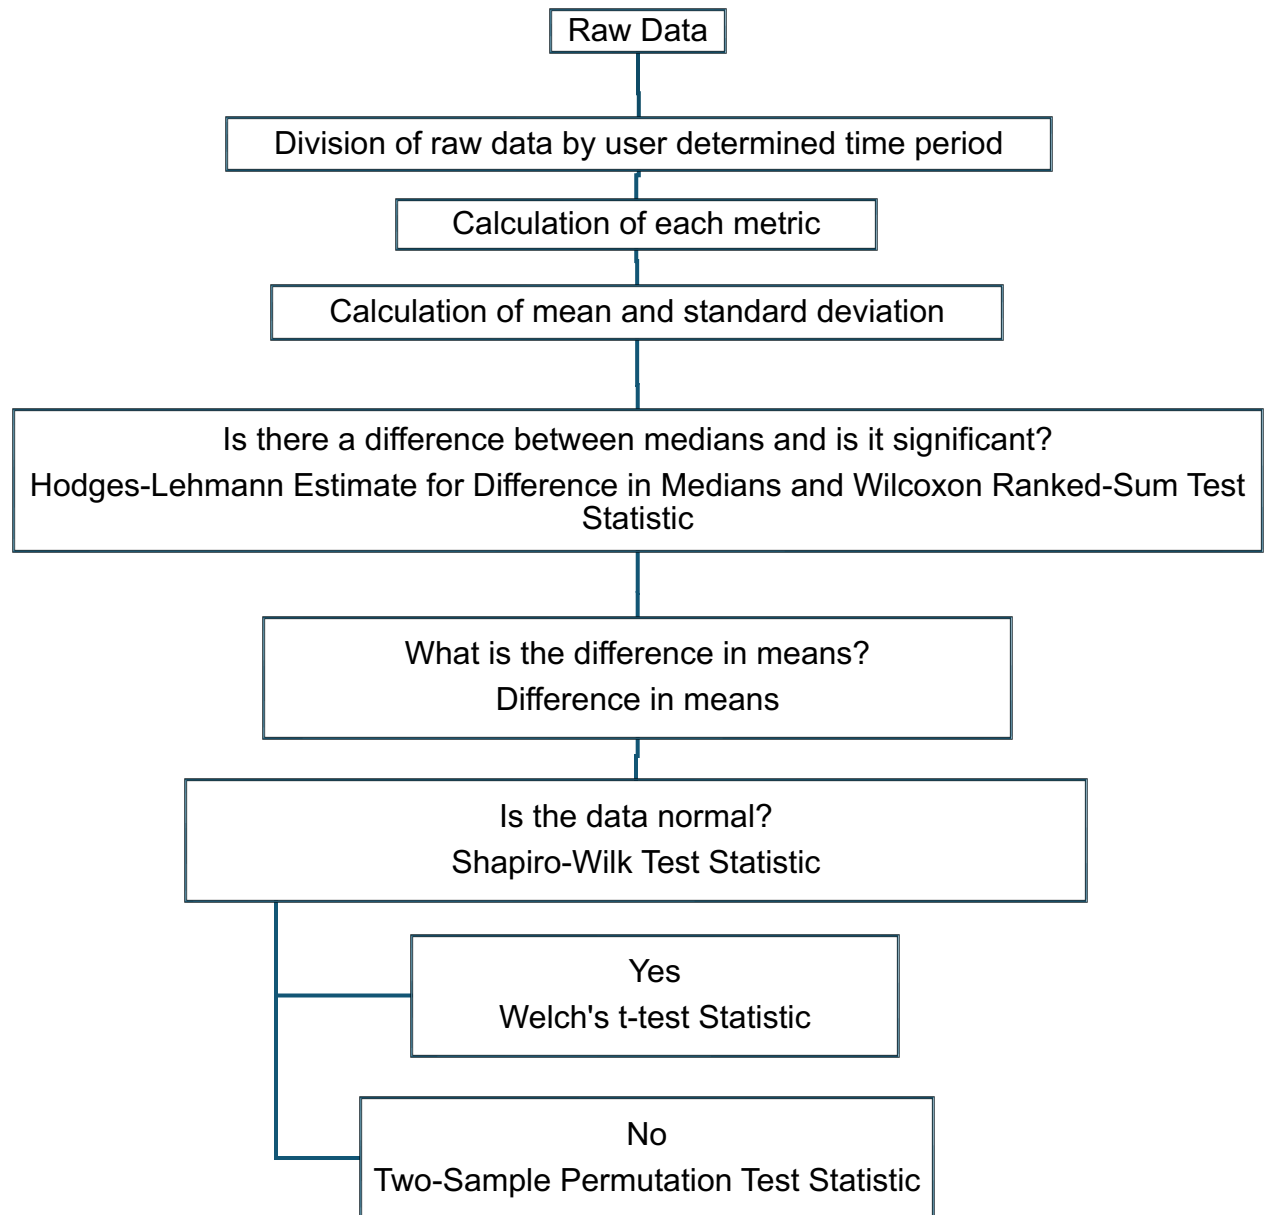 Raw Data
Division of raw data by user determined time period
Calculation of each metric
Calculation of mean and standard deviation
Is there a difference between medians and is it significant?
Hodges-Lehmann Estimate for Difference in Medians and Wilcoxon Ranked-Sum Test
Statistic
What is the difference in means?
Difference in means
Is the data normal?
Shapiro-Wilk Test Statistic
Yes
Welch's t-test Statistic
No
Two-Sample Permutation Test Statistic